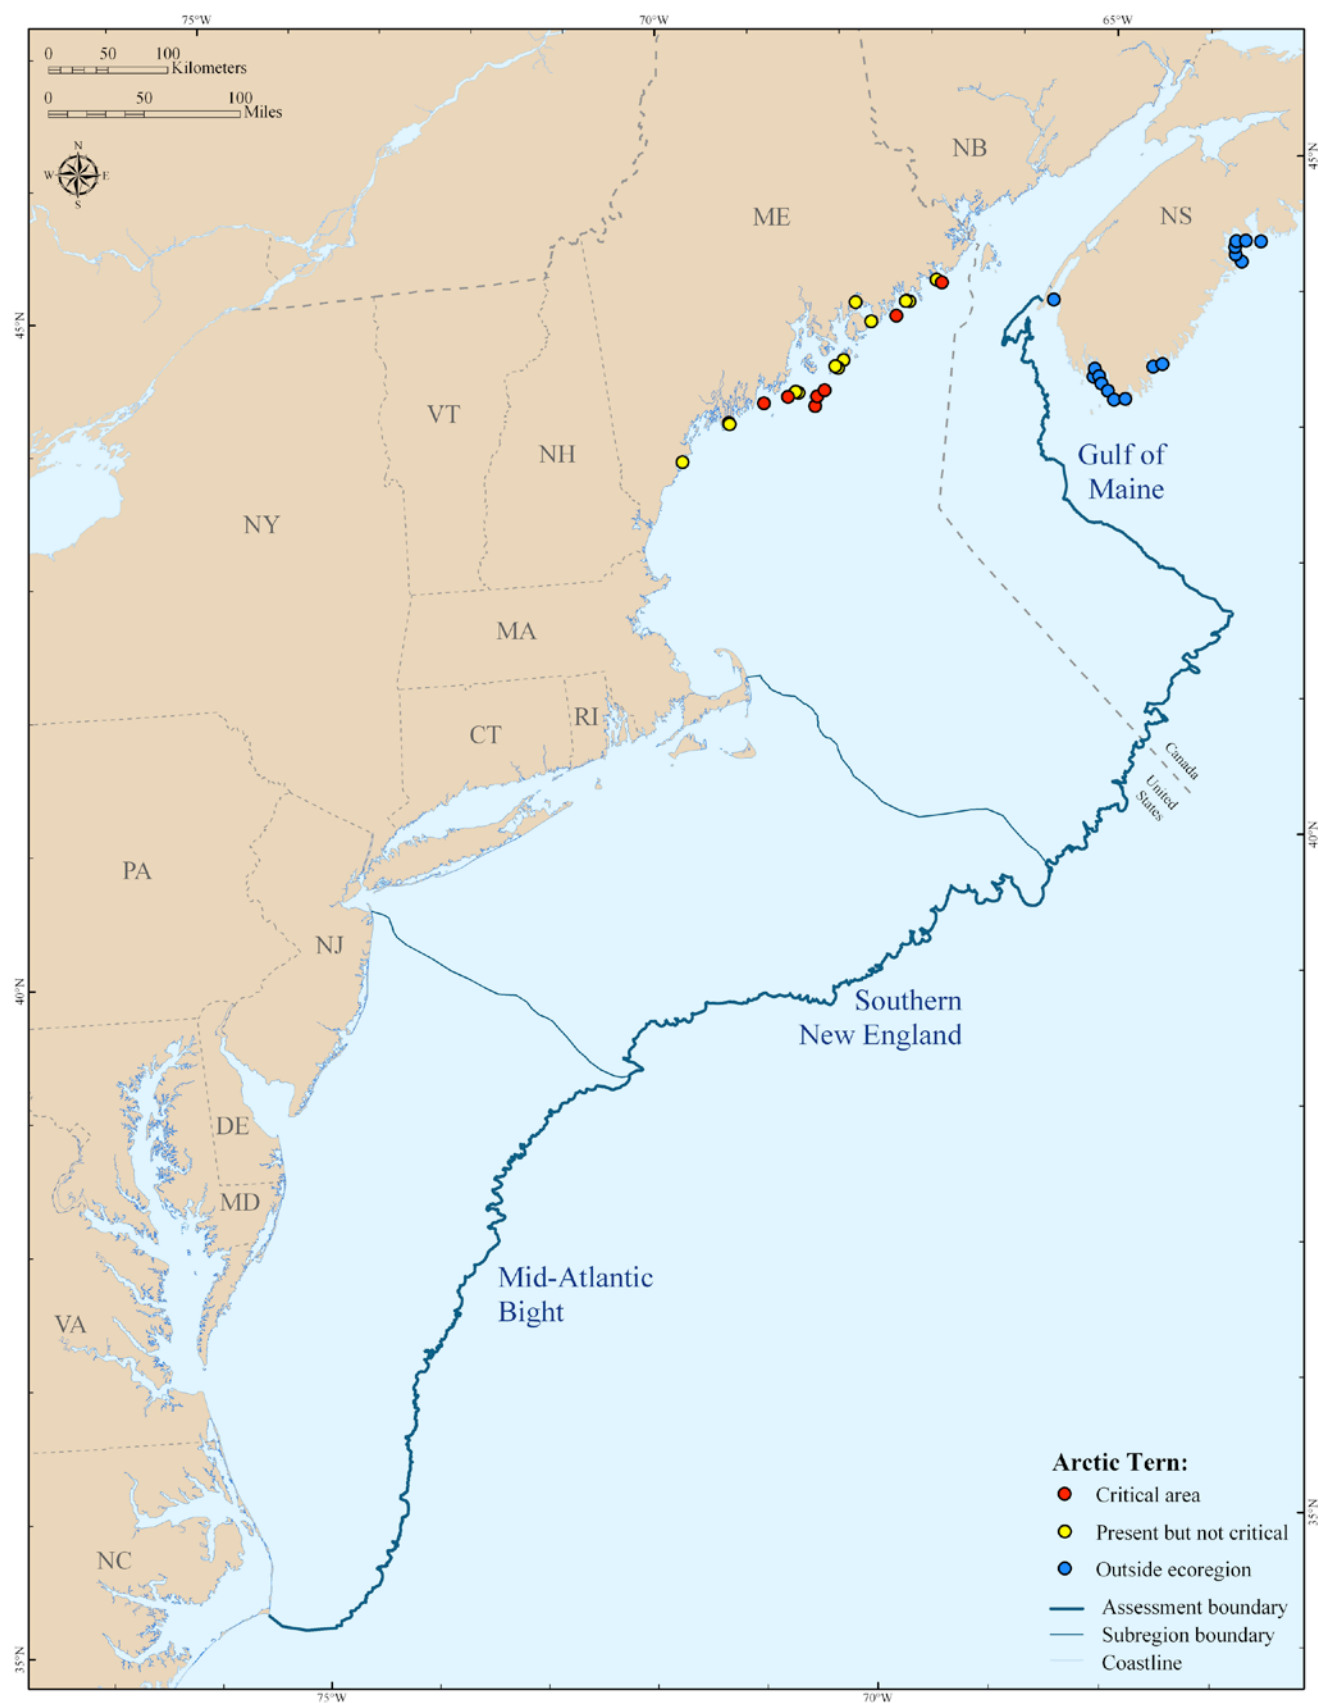 75°W
70°W
65°W
0 50 100
Kilometers
0 50 100
Miles
N
W E
S
NB
45°N
ME
NS
45°N
VT
NH
Gulf of
Maine
NY
MA
RI
CT
Canada
United
States
40°N
PA
NJ
40°N
Southern
New England
DE
MD
Mid-Atlantic
Bight
VA
Arctic Tern:
Critical area
35°N
Present but not critical
NC
Outside ecoregion
Assessment boundary
Subregion boundary
35°N
Coastline
75°W
70°W